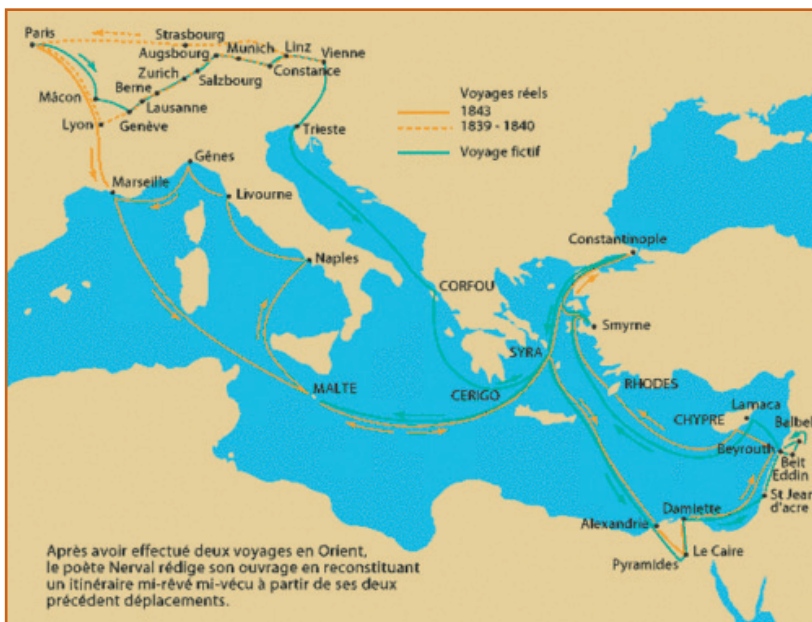 Paris
Strasbourg
Augsbourg
Munich
Linz
Vienne
Zurich
Salzbourg
Constance
Berne
Mâcon
Lausanne
Lyon
Genève
Trieste
Voyages réels
1843
1839 - 1840
Voyage fictif
Gênes
Marseille
Livourne
Constantinople
Naples
CORFOU
Smyrne
SYRA
MALTE
CERIGO
RHODES
Lamaca
CHYPRE
Balbek
Beyrouth
Beit
Eddin
St Jean
d'acre
Damiette
Alexandrie
Le Caire
Pyramides
Après avoir effectué deux voyages en Orient,
le poète Nerval rédige son ouvrage en reconstituant
un itinéraire mi-rêvé mi-vécu à partir de ses deux
précédent déplacements.